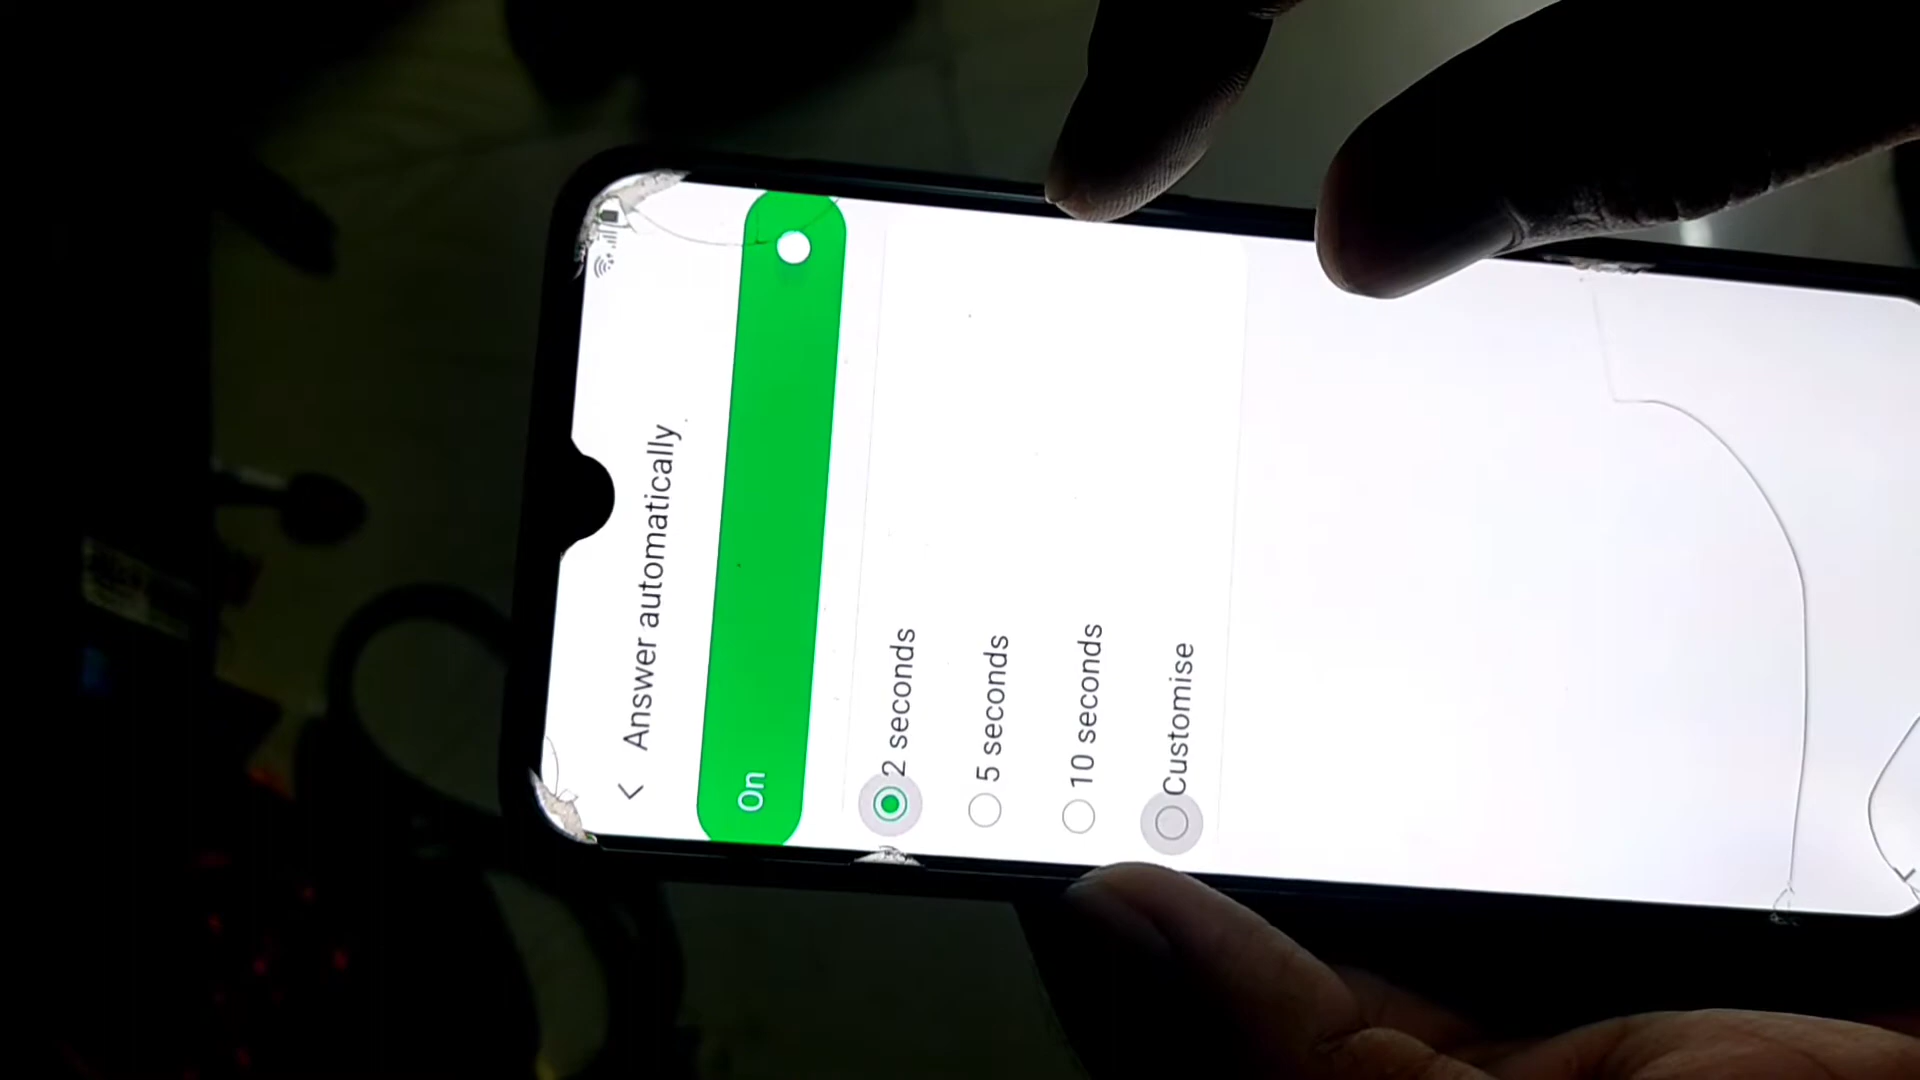 Answer automatically
On
2 seconds
5 seconds
10 seconds
Customise